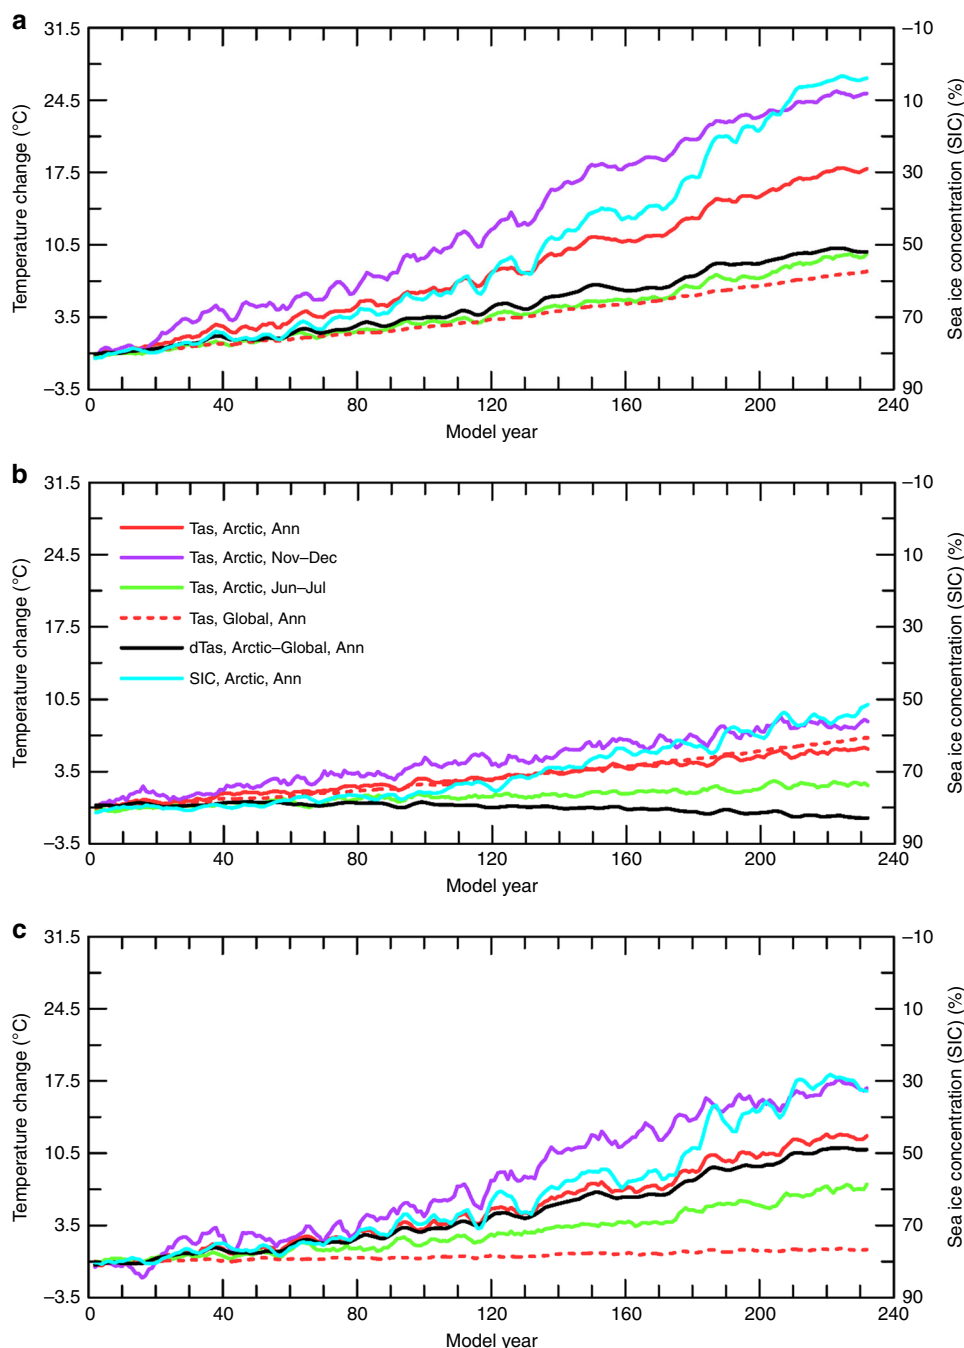 a
31.5
24.5
17.5
10.5
3.5
−3.5
Temperature change (°C)
−10
10
30
50
70
90
Sea ice concentration (SIC) (%)
0 40 80 120 160 200 240
Model year
b
31.5
24.5
17.5
10.5
3.5
−3.5
Temperature change (°C)
Tas, Arctic, Ann
Tas, Arctic, Nov–Dec
Tas, Arctic, Jun–Jul
Tas, Global, Ann
dTas, Arctic–Global, Ann
SIC, Arctic, Ann
−10
10
30
50
70
90
Sea ice concentration (SIC) (%)
0 40 80 120 160 200 240
Model year
c
31.5
24.5
17.5
10.5
3.5
−3.5
Temperature change (°C)
−10
10
30
50
70
90
Sea ice concentration (SIC) (%)
0 40 80 120 160 200 240
Model year